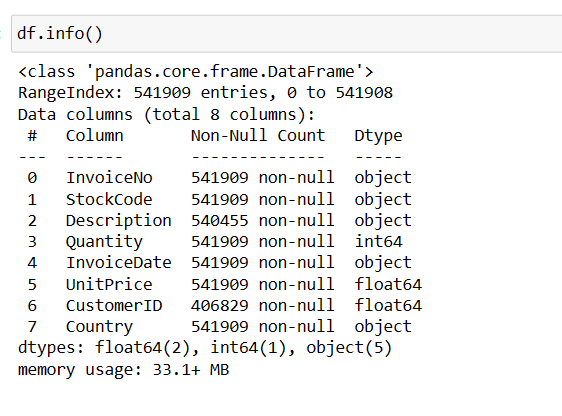 df.info()
<class 'pandas.core.frame.DataFrame'>
RangeIndex: 541909 entries, 0 to 541908
Data columns (total 8 columns):
 #   Column       Non-Null Count   Dtype
---  ------       --------------   -----
 0   InvoiceNo    541909 non-null  object
 1   StockCode    541909 non-null  object
 2   Description  540455 non-null  object
 3   Quantity     541909 non-null  int64
 4   InvoiceDate  541909 non-null  object
 5   UnitPrice    541909 non-null  float64
 6   CustomerID   406829 non-null  float64
 7   Country      541909 non-null  object
dtypes: float64(2), int64(1), object(5)
memory usage: 33.1+ MB